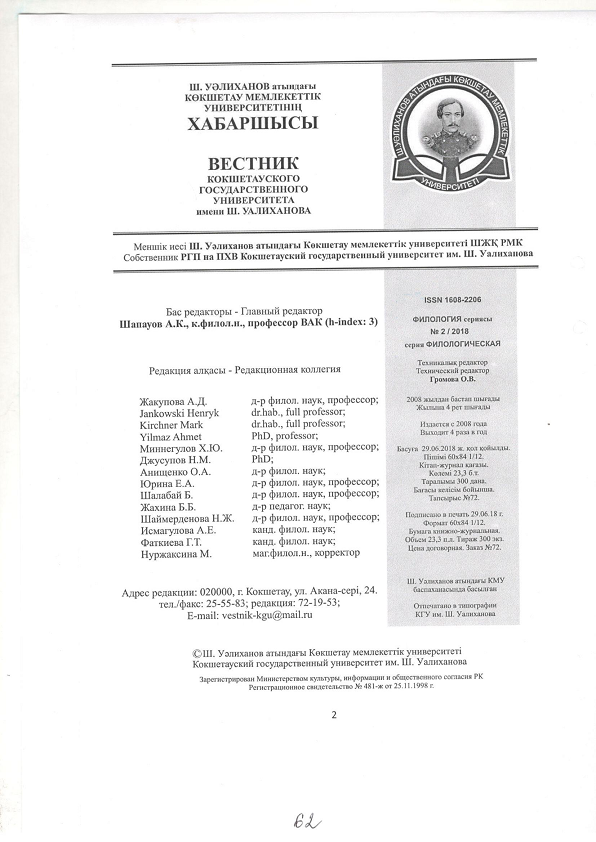 Ш. УӘЛИХАНОВ атындағы
КӨКШЕТАУ МЕМЛЕКЕТТІК
УНИВЕРСИТЕТІНІҢ
ХАБАРШЫСЫ
ВЕСТНИК
КОКШЕТАУСКОГО
ГОСУДАРСТВЕННОГО
УНИВЕРСИТЕТА
имени Ш. УАЛИХАНОВА
Ш.УӘЛИХАНОВ АТЫНДАҒЫ КӨКШЕТАУ МЕМЛЕКЕТТІК
УНИВЕРСИТЕТІ
Меншік иесі Ш. Уәлиханов атындағы Көкшетау мемлекеттік университеті ШЖҚ РМК
Собственник РГП на ПХВ Кокшетауский государственный университет им. Ш. Уалиханова
Бас редакторы - Главный редактор
Шапауов А.К., к.филол.н., профессор ВАК (h-index: 3)
Редакция алқасы - Редакционная коллегия
Жакупова А.Д. д-р филол. наук, профессор;
Jankowski Henryk dr.hab., full professor;
Kirchner Mark dr.hab., full professor;
Yilmaz Ahmet PhD, professor;
Миннегулов Х.Ю. д-р филол. наук, профессор;
Джусупов Н.М. PhD;
Анищенко О.А. д-р филол. наук;
Юрина Е.А. д-р филол. наук, профессор;
Шалабай Б. д-р филол. наук, профессор;
Жахина Б.Б. д-р педагог. наук;
Шаймерденова Н.Ж. д-р филол. наук, профессор;
Исмагулова А.Е. канд. филол. наук;
Фаткиева Г.Т. канд. филол. наук;
Нуржаксина М. маг.филол.н., корректор
Адрес редакции: 020000, г. Кокшетау, ул. Акана-сері, 24.
тел./факс: 25-55-83; редакция: 72-19-53;
E-mail: vestnik-kgu@mail.ru
ISSN 1608-2206
ФИЛОЛОГИЯ сериясы
№ 2 / 2018
серия ФИЛОЛОГИЧЕСКАЯ
Техникалық редактор
Технический редактор
Громова О.В.
2008 жылдан бастап шығады
Жылына 4 рет шығады
Издается с 2008 года
Выходит 4 раза в год
Басуға 29.06.2018 ж. қол қойылды.
Пішімі 60х84 1/12.
Кітап-журнал қағазы.
Көлемі 23,3 б.т.
Таралымы 300 дана.
Бағасы келісім бойынша.
Тапсырыс №72.
Подписано в печать 29.06.18 г.
Формат 60х84 1/12.
Бумага книжно-журнальная.
Объем 23,3 п.л. Тираж 300 экз.
Цена договорная. Заказ №72.
Ш. Уәлиханов атындағы КМУ
баспаханасында басылған
Отпечатано в типографии
КГУ им. Ш. Уалиханова
©Ш. Уәлиханов атындағы Көкшетау мемлекеттік университеті
Кокшетауский государственный университет им. Ш. Уалиханова
Зарегистрирован Министерством культуры, информации и общественного согласия РК
Регистрационное свидетельство № 481-ж от 25.11.1998 г.
2
62